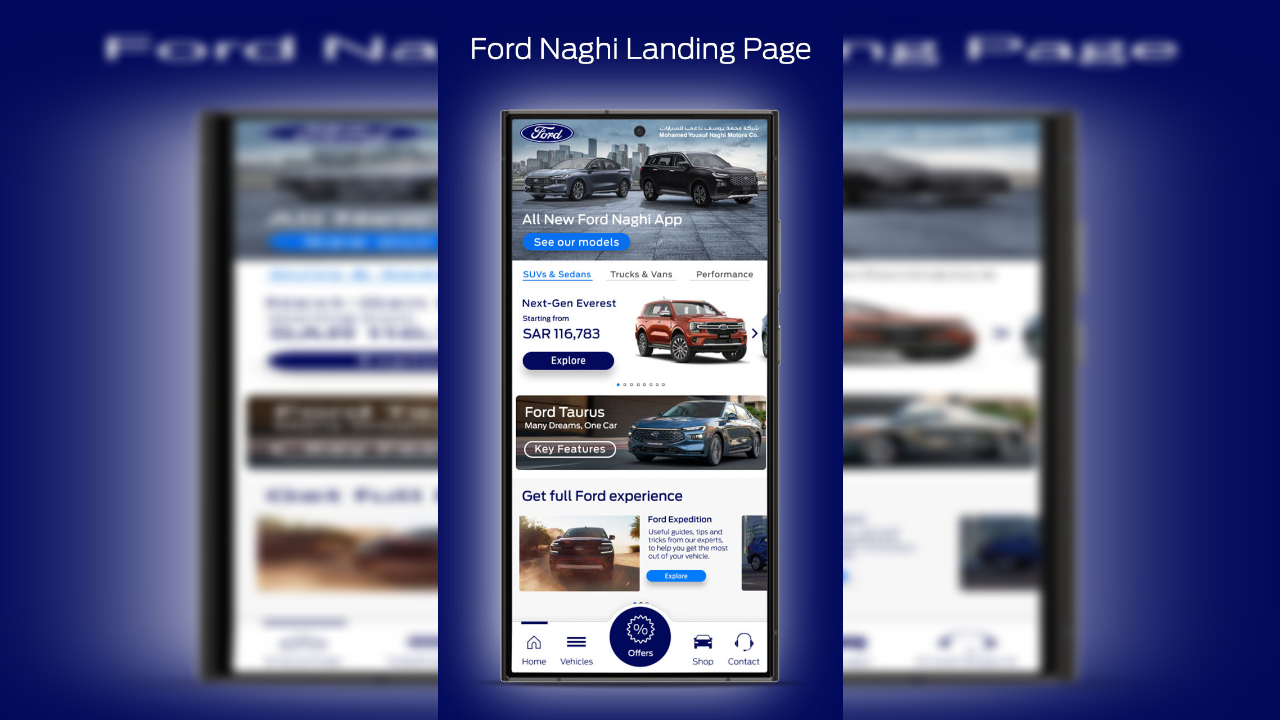 Ford Naghi Landing Page
Ford
شركة محمد يوسف ناغي للسيارات
Mohamed Yousuf Naghi Motors Co.
All New Ford Naghi App
See our models
SUVs & Sedans Trucks & Vans Performance
Next-Gen Everest
Starting from
SAR 116,783
Explore
Ford Taurus
Many Dreams, One Car
Key Features
Get full Ford experience
Ford Expedition
Useful guides, tips and
tricks from our experts,
to help you get the most
out of your vehicle.
Explore
%
Offers
Home Vehicles Shop Contact